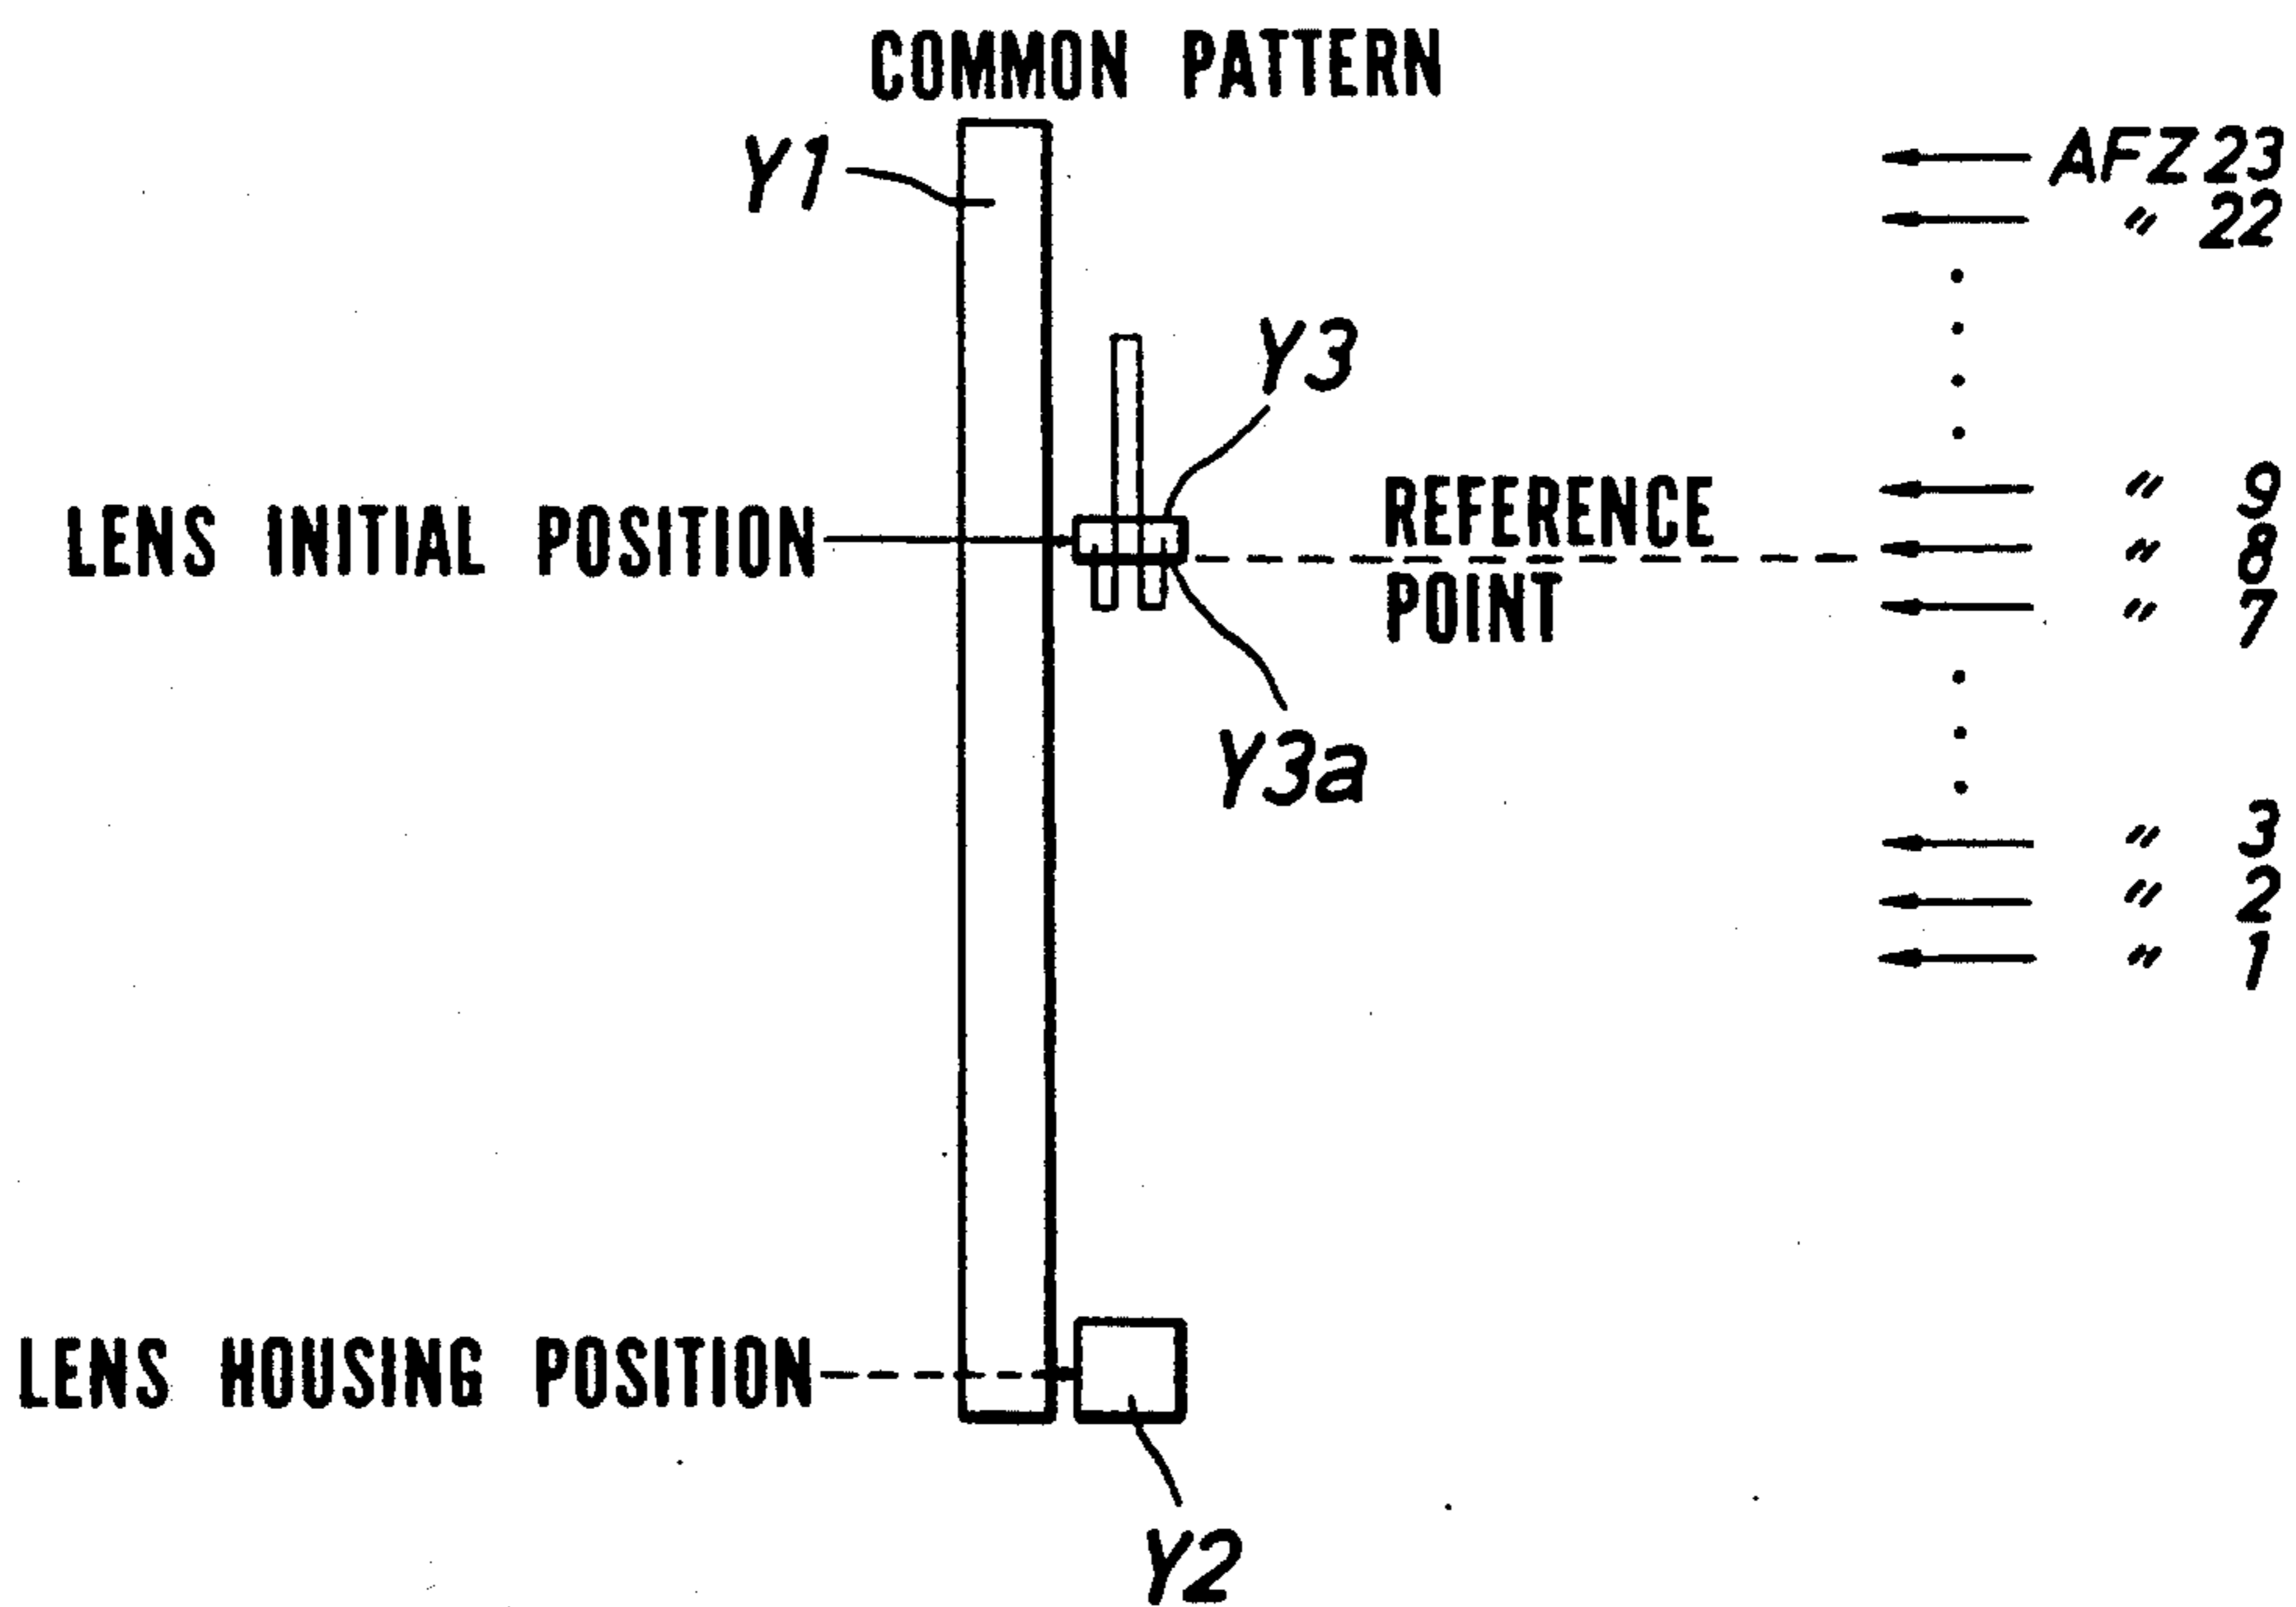 COMMON PATTERN
Y1
AFZ 23
〃 22
Y3
〃 9
LENS INITIAL POSITION
REFERENCE
POINT
〃 8
〃 7
Y3a
〃 3
〃 2
〃 1
LENS HOUSING POSITION
Y2